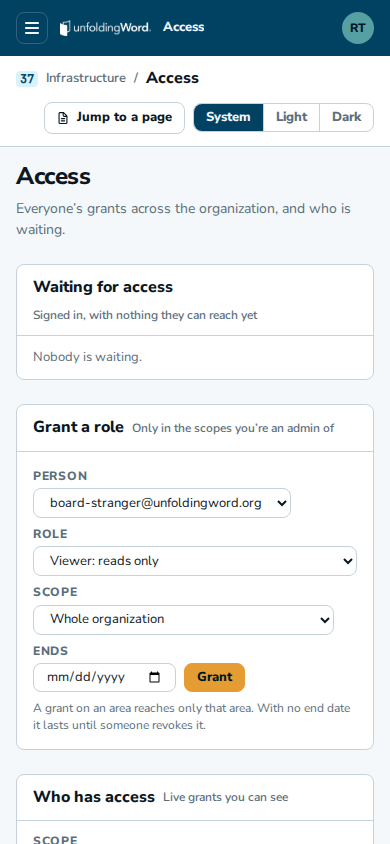 unfoldingWord. Access RT
37 Infrastructure / Access
Jump to a page System Light Dark
Access
Everyone’s grants across the organization, and who is
waiting.
Waiting for access
Signed in, with nothing they can reach yet
Nobody is waiting.
Grant a role Only in the scopes you’re an admin of
PERSON
board-stranger@unfoldingword.org
ROLE
Viewer: reads only
SCOPE
Whole organization
ENDS
mm/dd/yyyy Grant
A grant on an area reaches only that area. With no end date
it lasts until someone revokes it.
Who has access Live grants you can see
SCOPE